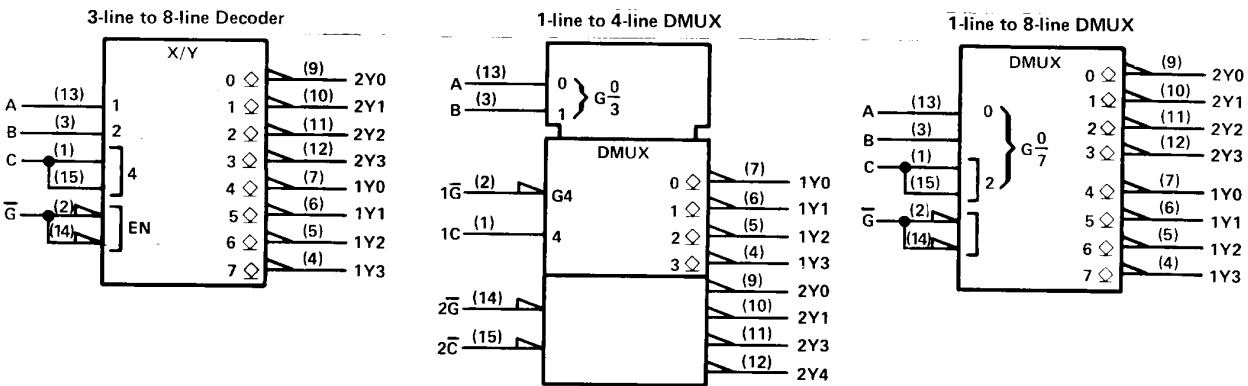 3-line to 8-line Decoder
X/Y
A (13) 1
B (3) 2
C (1)
(15) 4
G̅ (2)
(14) EN
0 ◇ (9) 2Y0
1 ◇ (10) 2Y1
2 ◇ (11) 2Y2
3 ◇ (12) 2Y3
4 ◇ (7) 1Y0
5 ◇ (6) 1Y1
6 ◇ (5) 1Y2
7 ◇ (4) 1Y3
1-line to 4-line DMUX
A (13) 0
B (3) 1
} G 0/3
DMUX
1G̅ (2) G4
1C (1) 4
0 ◇ (7) 1Y0
1 ◇ (6) 1Y1
2 ◇ (5) 1Y2
3 ◇ (4) 1Y3
2G̅ (14)
2C̅ (15)
(9) 2Y0
(10) 2Y1
(11) 2Y3
(12) 2Y4
1-line to 8-line DMUX
DMUX
A (13) 0
B (3)
C (1)
(15) 2
} G 0/7
G̅ (2)
(14)
0 ◇ (9) 2Y0
1 ◇ (10) 2Y1
2 ◇ (11) 2Y2
3 ◇ (12) 2Y3
4 ◇ (7) 1Y0
5 ◇ (6) 1Y1
6 ◇ (5) 1Y2
7 ◇ (4) 1Y3